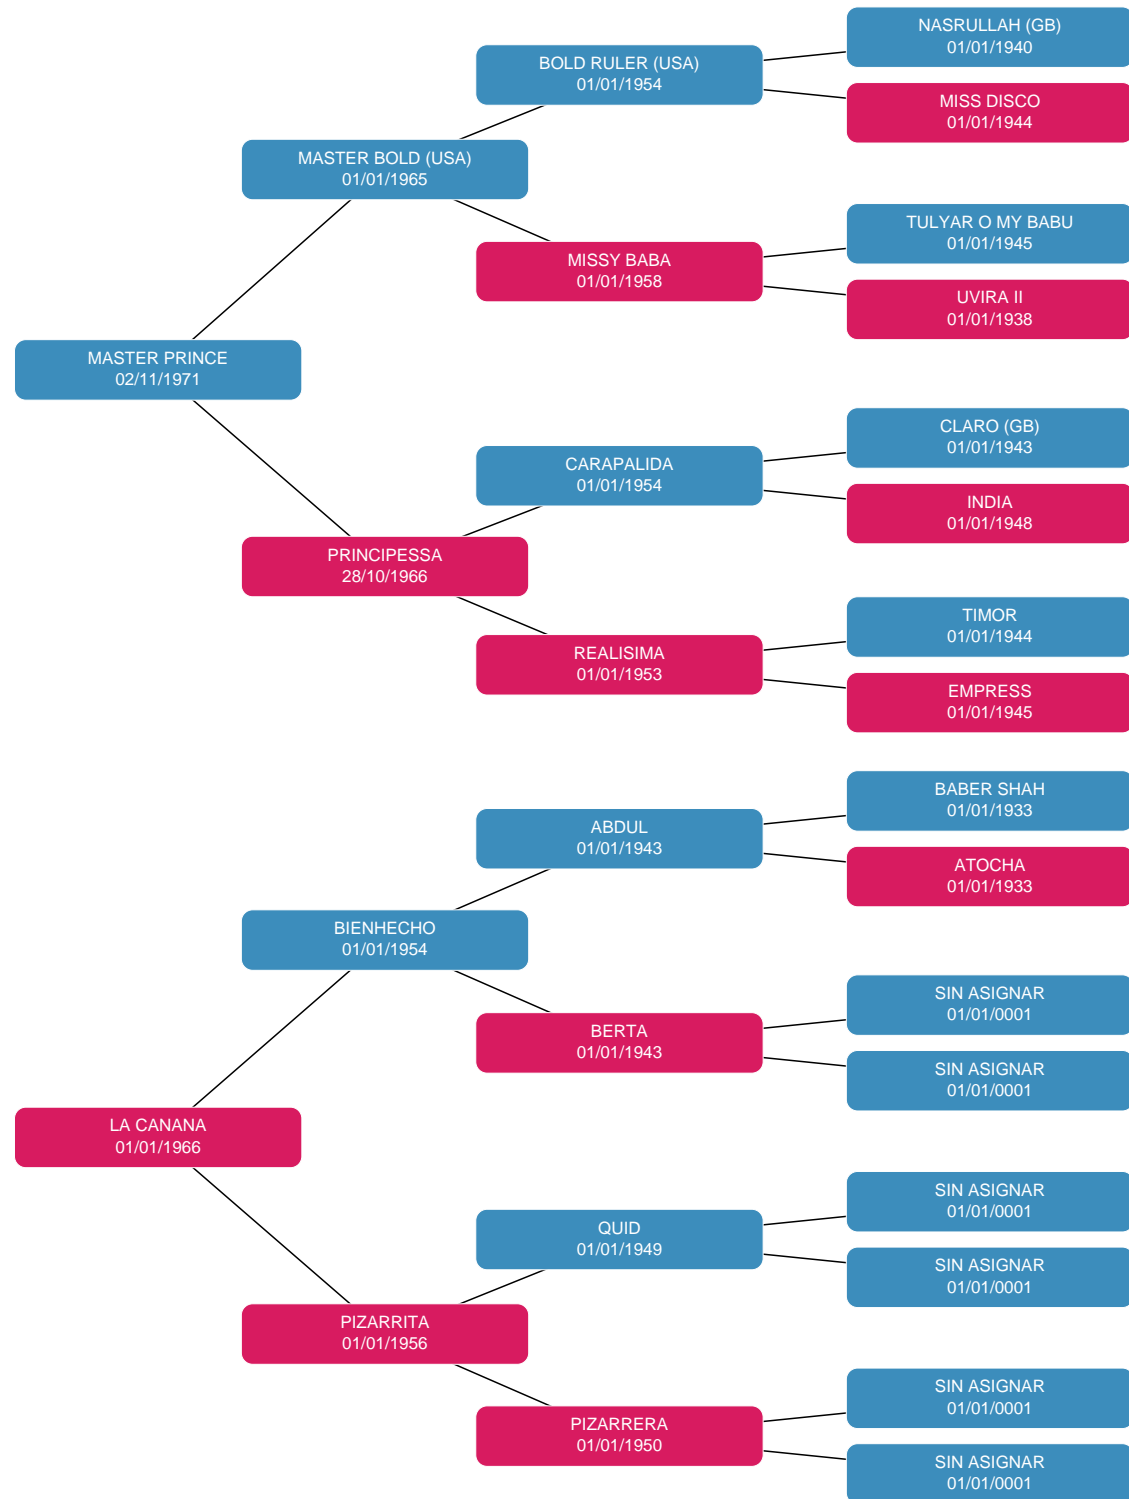 NASRULLAH (GB)
01/01/1940
BOLD RULER (USA)
01/01/1954
MISS DISCO
01/01/1944
MASTER BOLD (USA)
01/01/1965
TULYAR O MY BABU
01/01/1945
MISSY BABA
01/01/1958
UVIRA II
01/01/1938
MASTER PRINCE
02/11/1971
CLARO (GB)
01/01/1943
CARAPALIDA
01/01/1954
INDIA
01/01/1948
PRINCIPESSA
28/10/1966
TIMOR
01/01/1944
REALISIMA
01/01/1953
EMPRESS
01/01/1945
BABER SHAH
01/01/1933
ABDUL
01/01/1943
ATOCHA
01/01/1933
BIENHECHO
01/01/1954
SIN ASIGNAR
01/01/0001
BERTA
01/01/1943
SIN ASIGNAR
01/01/0001
LA CANANA
01/01/1966
SIN ASIGNAR
01/01/0001
QUID
01/01/1949
SIN ASIGNAR
01/01/0001
PIZARRITA
01/01/1956
SIN ASIGNAR
01/01/0001
PIZARRERA
01/01/1950
SIN ASIGNAR
01/01/0001